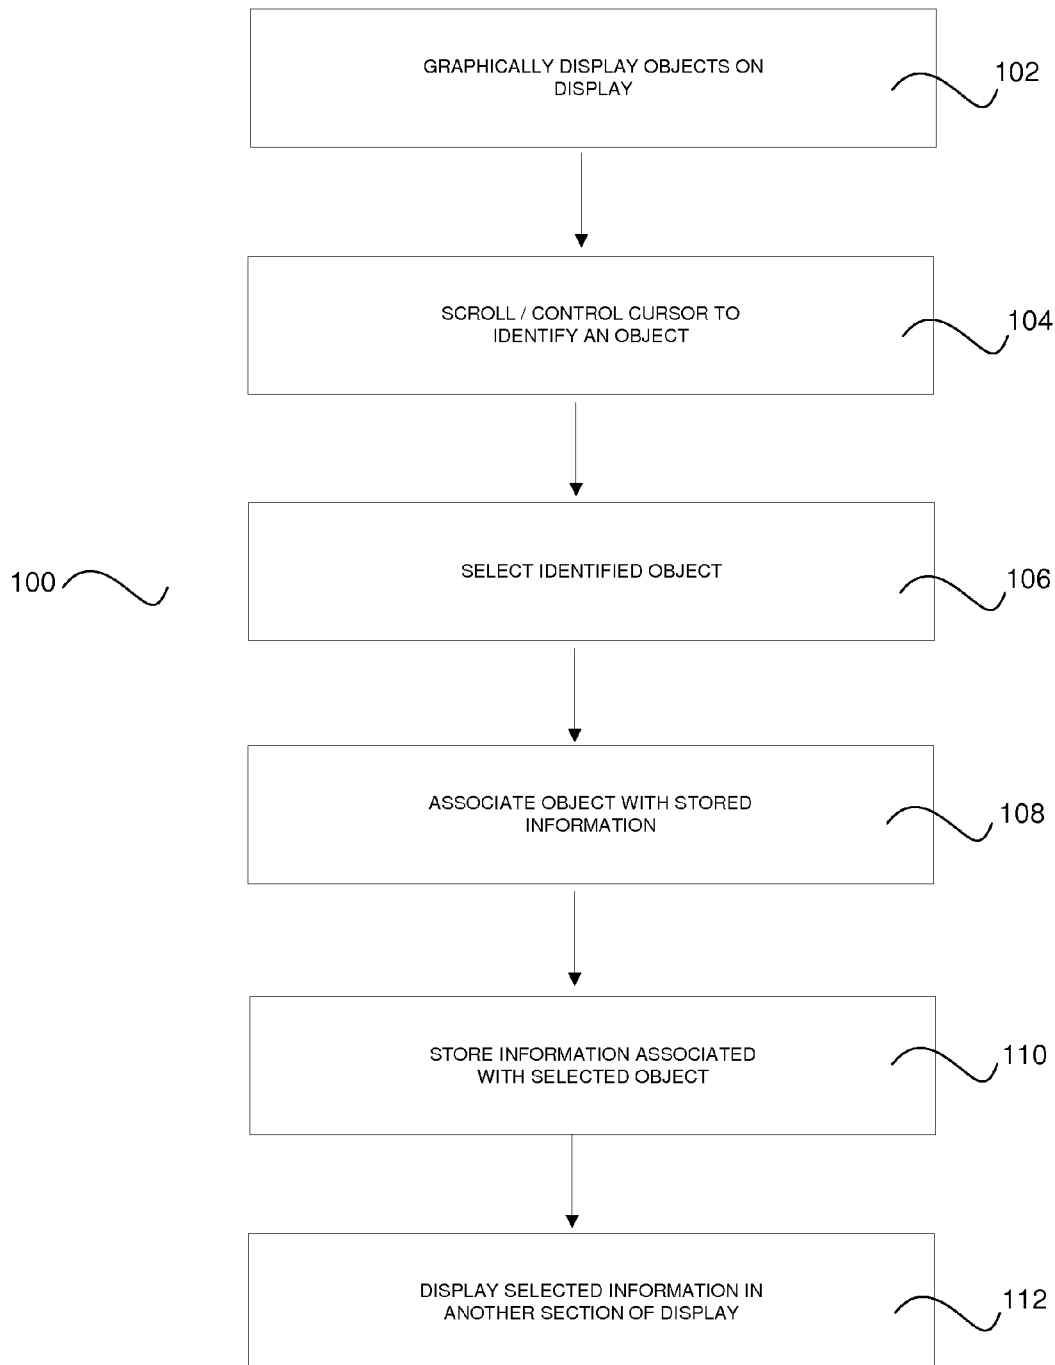 GRAPHICALLY DISPLAY OBJECTS ON
DISPLAY
102
SCROLL / CONTROL CURSOR TO
IDENTIFY AN OBJECT
104
SELECT IDENTIFIED OBJECT
106
100
ASSOCIATE OBJECT WITH STORED
INFORMATION
108
STORE INFORMATION ASSOCIATED
WITH SELECTED OBJECT
110
DISPLAY SELECTED INFORMATION IN
ANOTHER SECTION OF DISPLAY
112